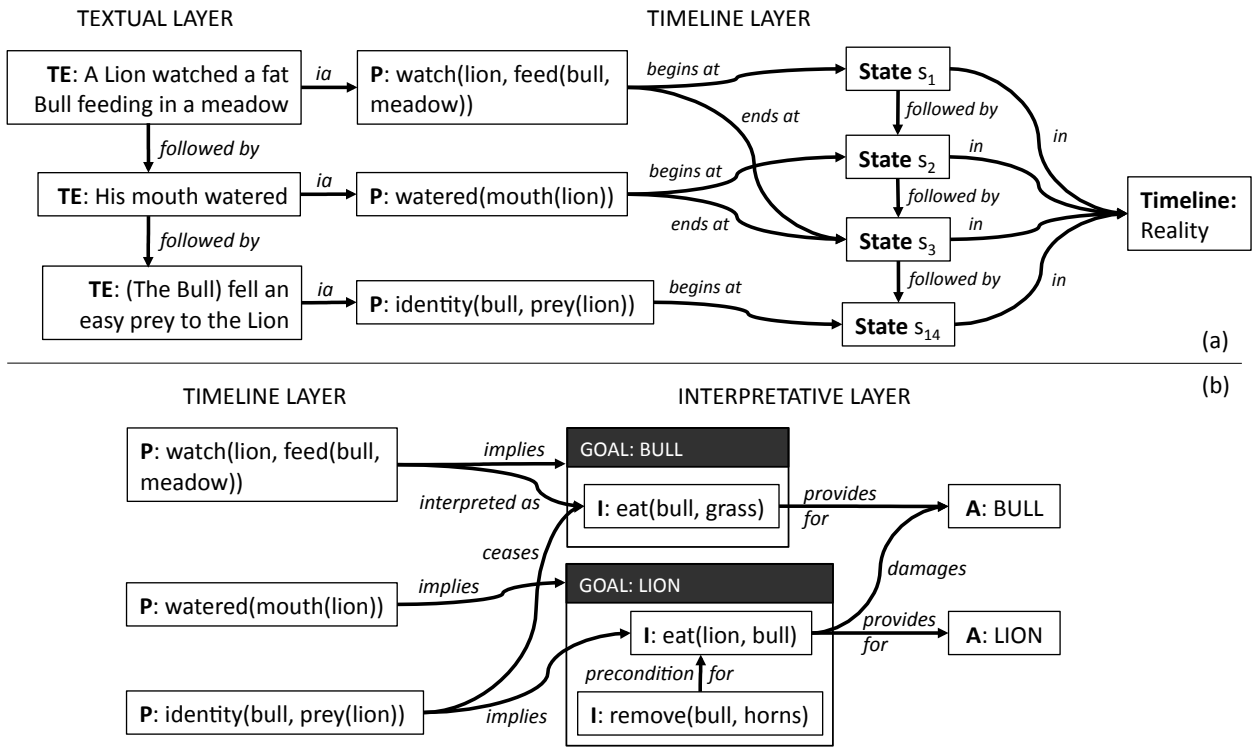 TEXTUAL LAYER
TIMELINE LAYER
TE: A Lion watched a fat
Bull feeding in a meadow
ia
P: watch(lion, feed(bull,
meadow))
begins at
ends at
State s1
followed by
in
followed by
TE: His mouth watered
ia
P: watered(mouth(lion))
begins at
ends at
State s2
in
followed by
State s3
in
Timeline:
Reality
followed by
followed by
TE: (The Bull) fell an
easy prey to the Lion
ia
P: identity(bull, prey(lion))
begins at
State s14
in
(a)
(b)
TIMELINE LAYER
INTERPRETATIVE LAYER
P: watch(lion, feed(bull,
meadow))
implies
interpreted as
GOAL: BULL
I: eat(bull, grass)
provides
for
A: BULL
ceases
damages
P: watered(mouth(lion))
implies
GOAL: LION
I: eat(lion, bull)
provides
for
A: LION
precondition for
P: identity(bull, prey(lion))
implies
I: remove(bull, horns)